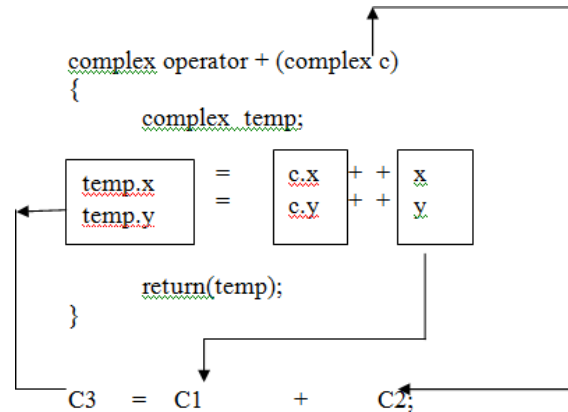 complex operator + (complex c)
{
complex temp;
temp.x = c.x + + x
temp.y = c.y + + y
return(temp);
}
C3 = C1 + C2;